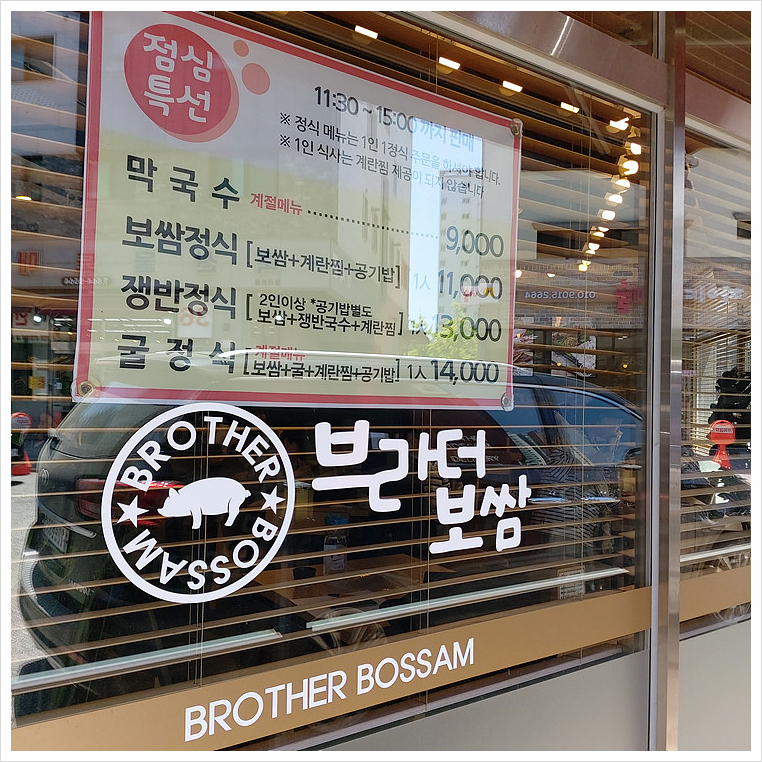 점심
특선
11:30 ~ 15:00 까지 판매
※ 정식 메뉴는 1인 1정식 주문을 하셔야 합니다.
※ 1인 식사는 계란찜 제공이 되지 않습니다
막국수 계절메뉴 9,000
보쌈정식 [보쌈+계란찜+공기밥] 1人 11,000
쟁반정식 [2인이상 *공기밥별도
보쌈+쟁반국수+계란찜] 13,000
굴정식 계절메뉴
[보쌈+굴+계란찜+공기밥] 1人 14,000
BROTHER
BOSSAM
브라더
보쌈
BROTHER BOSSAM